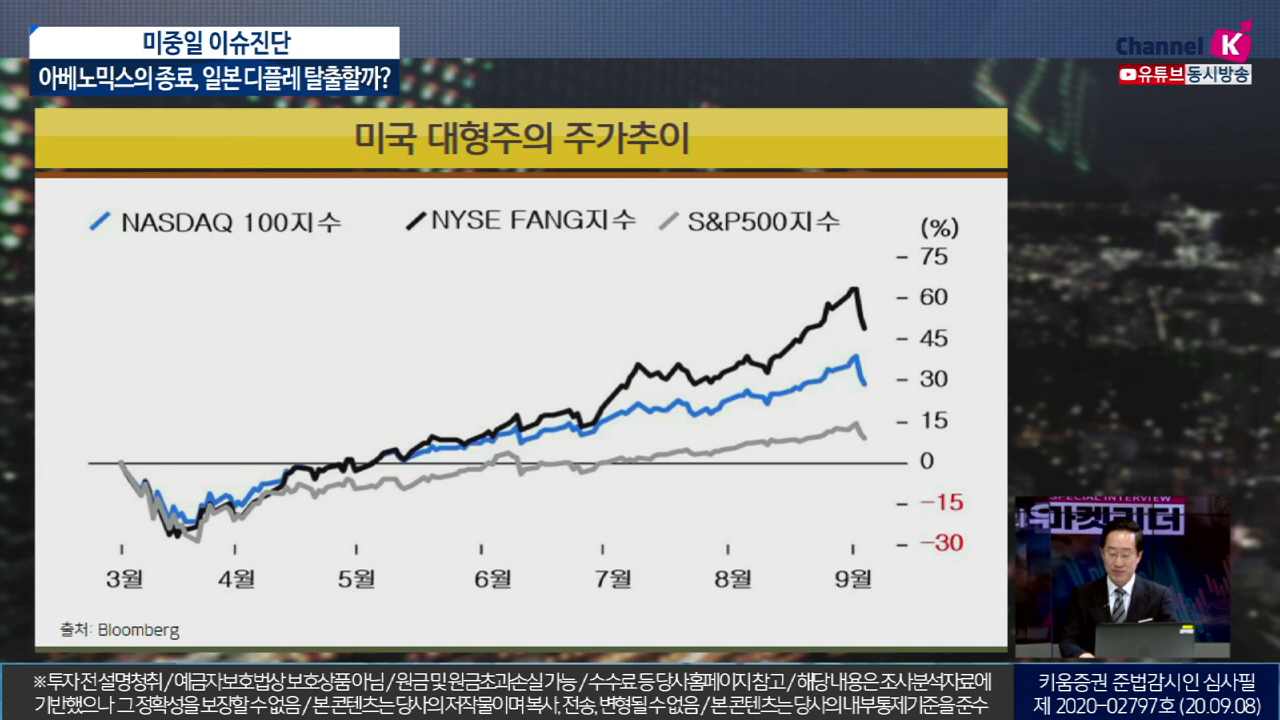 미중일 이슈진단
아베노믹스의 종료, 일본 디플레 탈출할까?
Channel K
유튜브 동시방송
미국 대형주의 주가추이
NASDAQ 100지수 NYSE FANG지수 S&P500지수
(%)
75
60
45
30
15
0
-15
-30
3월 4월 5월 6월 7월 8월 9월
출처: Bloomberg
SPECIAL INTERVIEW
마켓리더
※투자 전 설명청취 / 예금자보호법상 보호상품 아님 / 원금 및 원금초과손실 가능 / 수수료 등 당사홈페이지 참고 / 해당 내용은 조사분석자료에
기반했으나 그 정확성을 보장할 수 없음 / 본 콘텐츠는 당사의 저작물이며 복사, 전송, 변형될 수 없음 / 본 콘텐츠는 당사의 내부통제기준을 준수
키움증권 준법감시인 심사필
제 2020-02797호 (20.09.08)